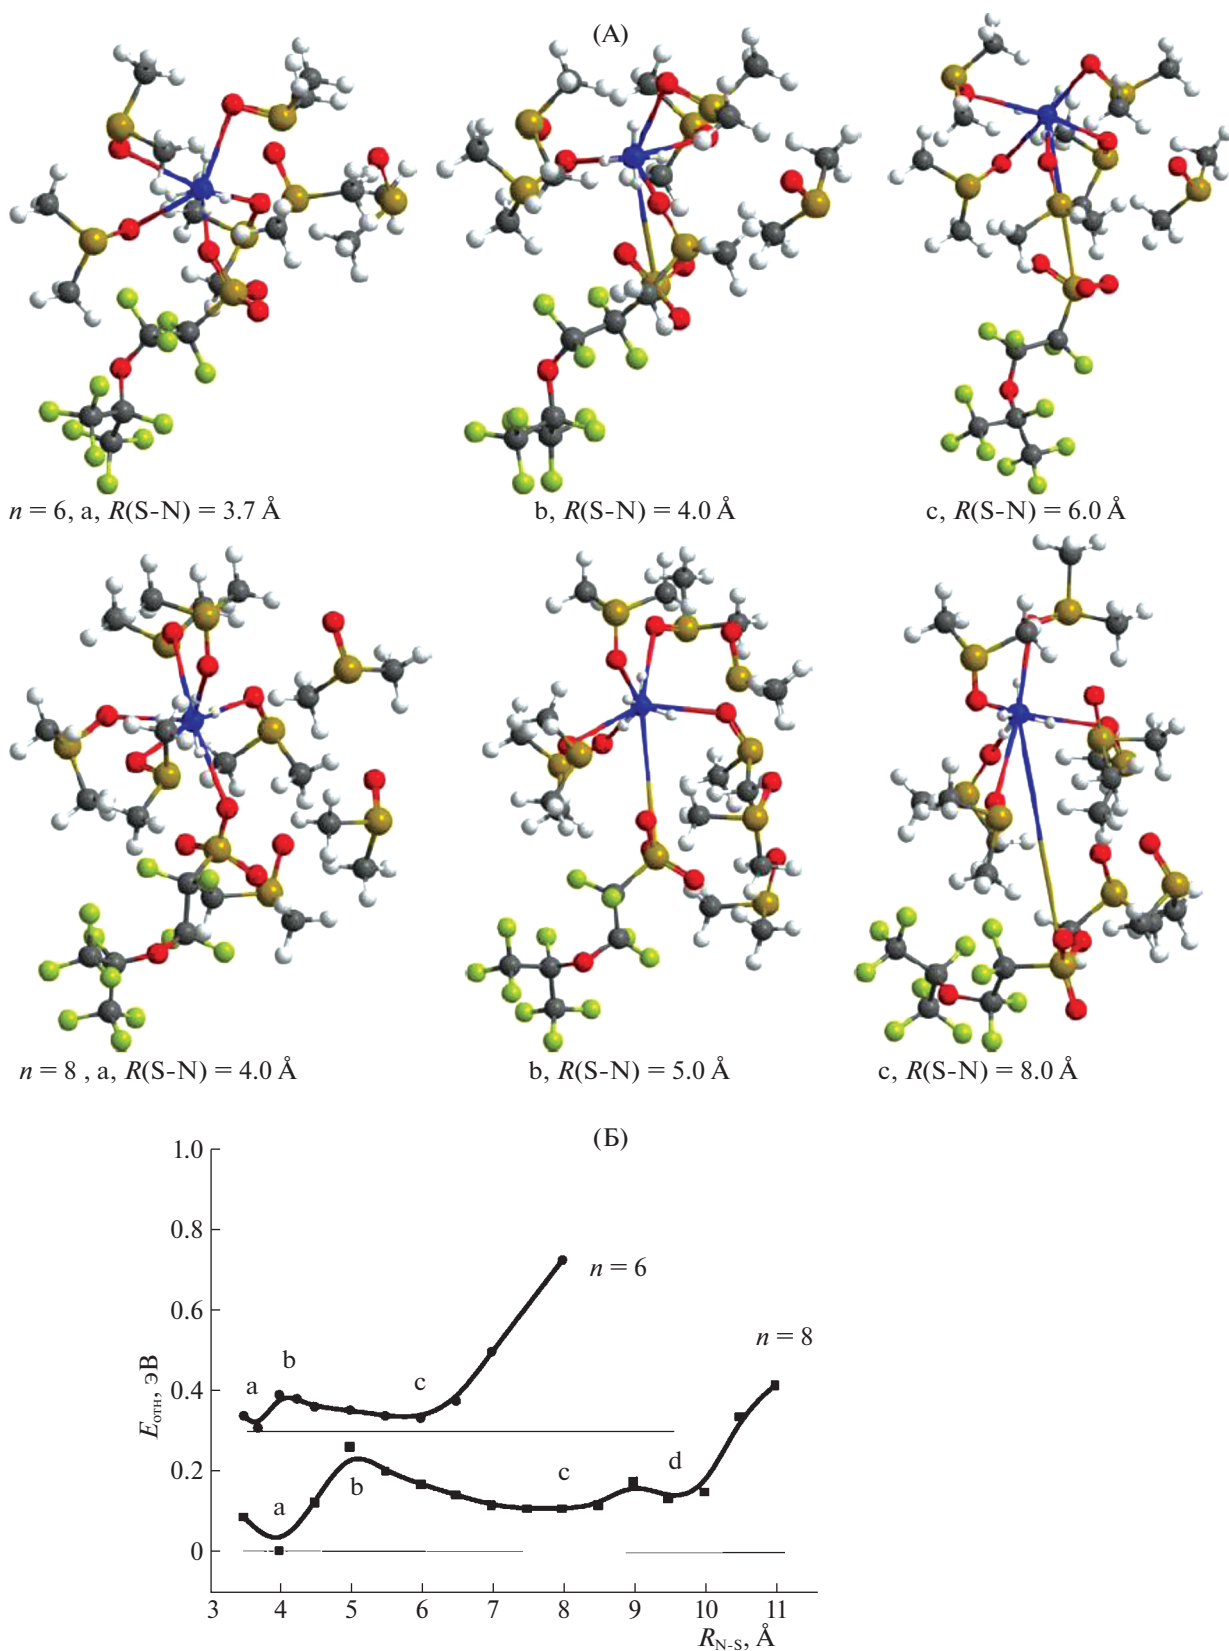 (А)
n = 6, a, R(S-N) = 3.7 Å
b, R(S-N) = 4.0 Å
c, R(S-N) = 6.0 Å
n = 8 , a, R(S-N) = 4.0 Å
b, R(S-N) = 5.0 Å
c, R(S-N) = 8.0 Å
(Б)
Eотн, эВ
1.0
0.8
0.6
0.4
0.2
0
n = 6
n = 8
a
b
c
a
b
c
d
3 4 5 6 7 8 9 10 11
RN-S, Å